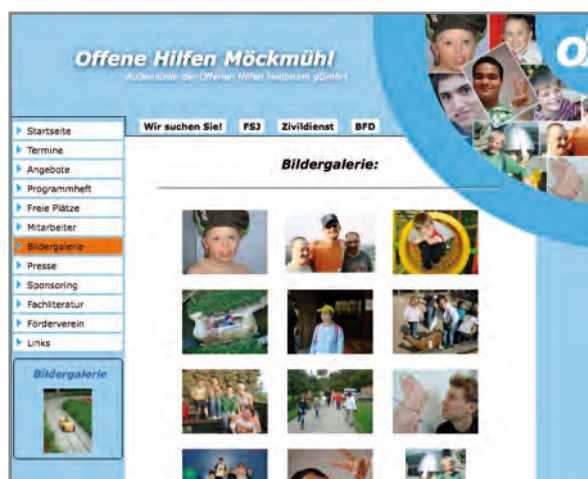 Offene Hilfen Möckmühl
Außenstelle der Offenen Hilfen Heilbronn gGmbH
Wir suchen Sie! FSJ Zivildienst BFD
Startseite
Termine
Angebote
Programmheft
Freie Plätze
Mitarbeiter
Bildergalerie
Presse
Sponsoring
Fachliteratur
Förderverein
Links
Bildergalerie
Bildergalerie: